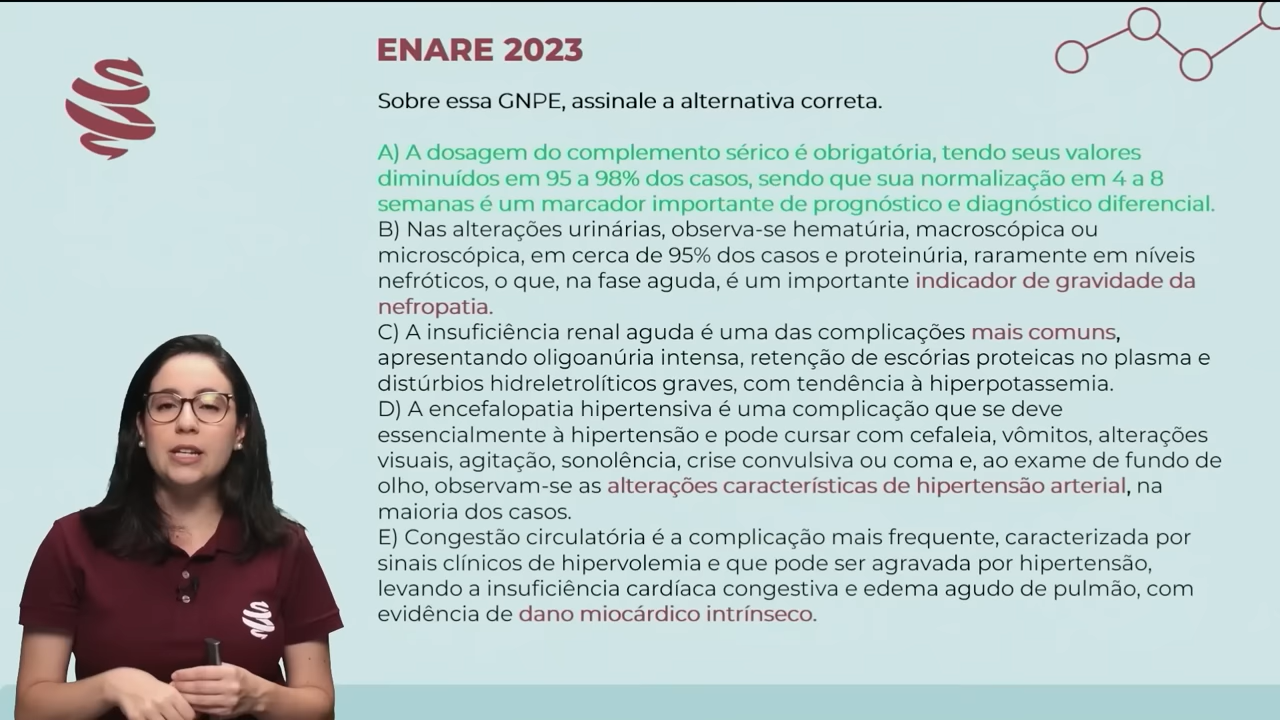 ENARE 2023
Sobre essa GNPE, assinale a alternativa correta.
A) A dosagem do complemento sérico é obrigatória, tendo seus valores
diminuídos em 95 a 98% dos casos, sendo que sua normalização em 4 a 8
semanas é um marcador importante de prognóstico e diagnóstico diferencial.
B) Nas alterações urinárias, observa-se hematúria, macroscópica ou
microscópica, em cerca de 95% dos casos e proteinúria, raramente em níveis
nefróticos, o que, na fase aguda, é um importante indicador de gravidade da
nefropatia.
C) A insuficiência renal aguda é uma das complicações mais comuns,
apresentando oligoanúria intensa, retenção de escórias proteicas no plasma e
distúrbios hidreletrolíticos graves, com tendência à hiperpotassemia.
D) A encefalopatia hipertensiva é uma complicação que se deve
essencialmente à hipertensão e pode cursar com cefaleia, vômitos, alterações
visuais, agitação, sonolência, crise convulsiva ou coma e, ao exame de fundo de
olho, observam-se as alterações características de hipertensão arterial, na
maioria dos casos.
E) Congestão circulatória é a complicação mais frequente, caracterizada por
sinais clínicos de hipervolemia e que pode ser agravada por hipertensão,
levando a insuficiência cardíaca congestiva e edema agudo de pulmão, com
evidência de dano miocárdico intrínseco.